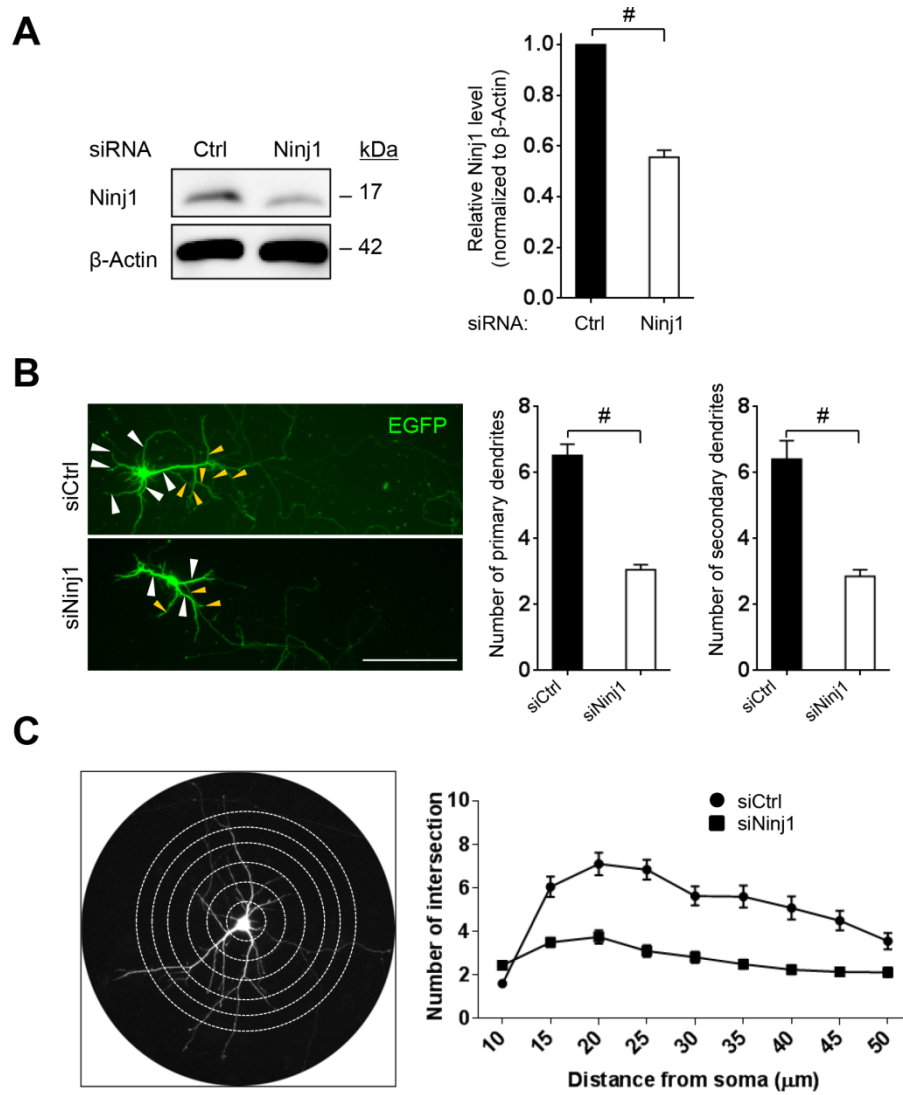 A
siRNA Ctrl Ninj1 kDa
Ninj1 – 17
β-Actin – 42
Relative Ninj1 level
(normalized to β-Actin)
1.0
0.8
0.6
0.4
0.2
0.0
#
siRNA: Ctrl Ninj1
B
siCtrl
EGFP
siNinj1
Number of primary dendrites
8
6
4
2
0
#
siCtrl siNinj1
Number of secondary dendrites
8
6
4
2
0
#
siCtrl siNinj1
C
Number of intersection
10
8
6
4
2
0
siCtrl
siNinj1
10 15 20 25 30 35 40 45 50
Distance from soma (μm)